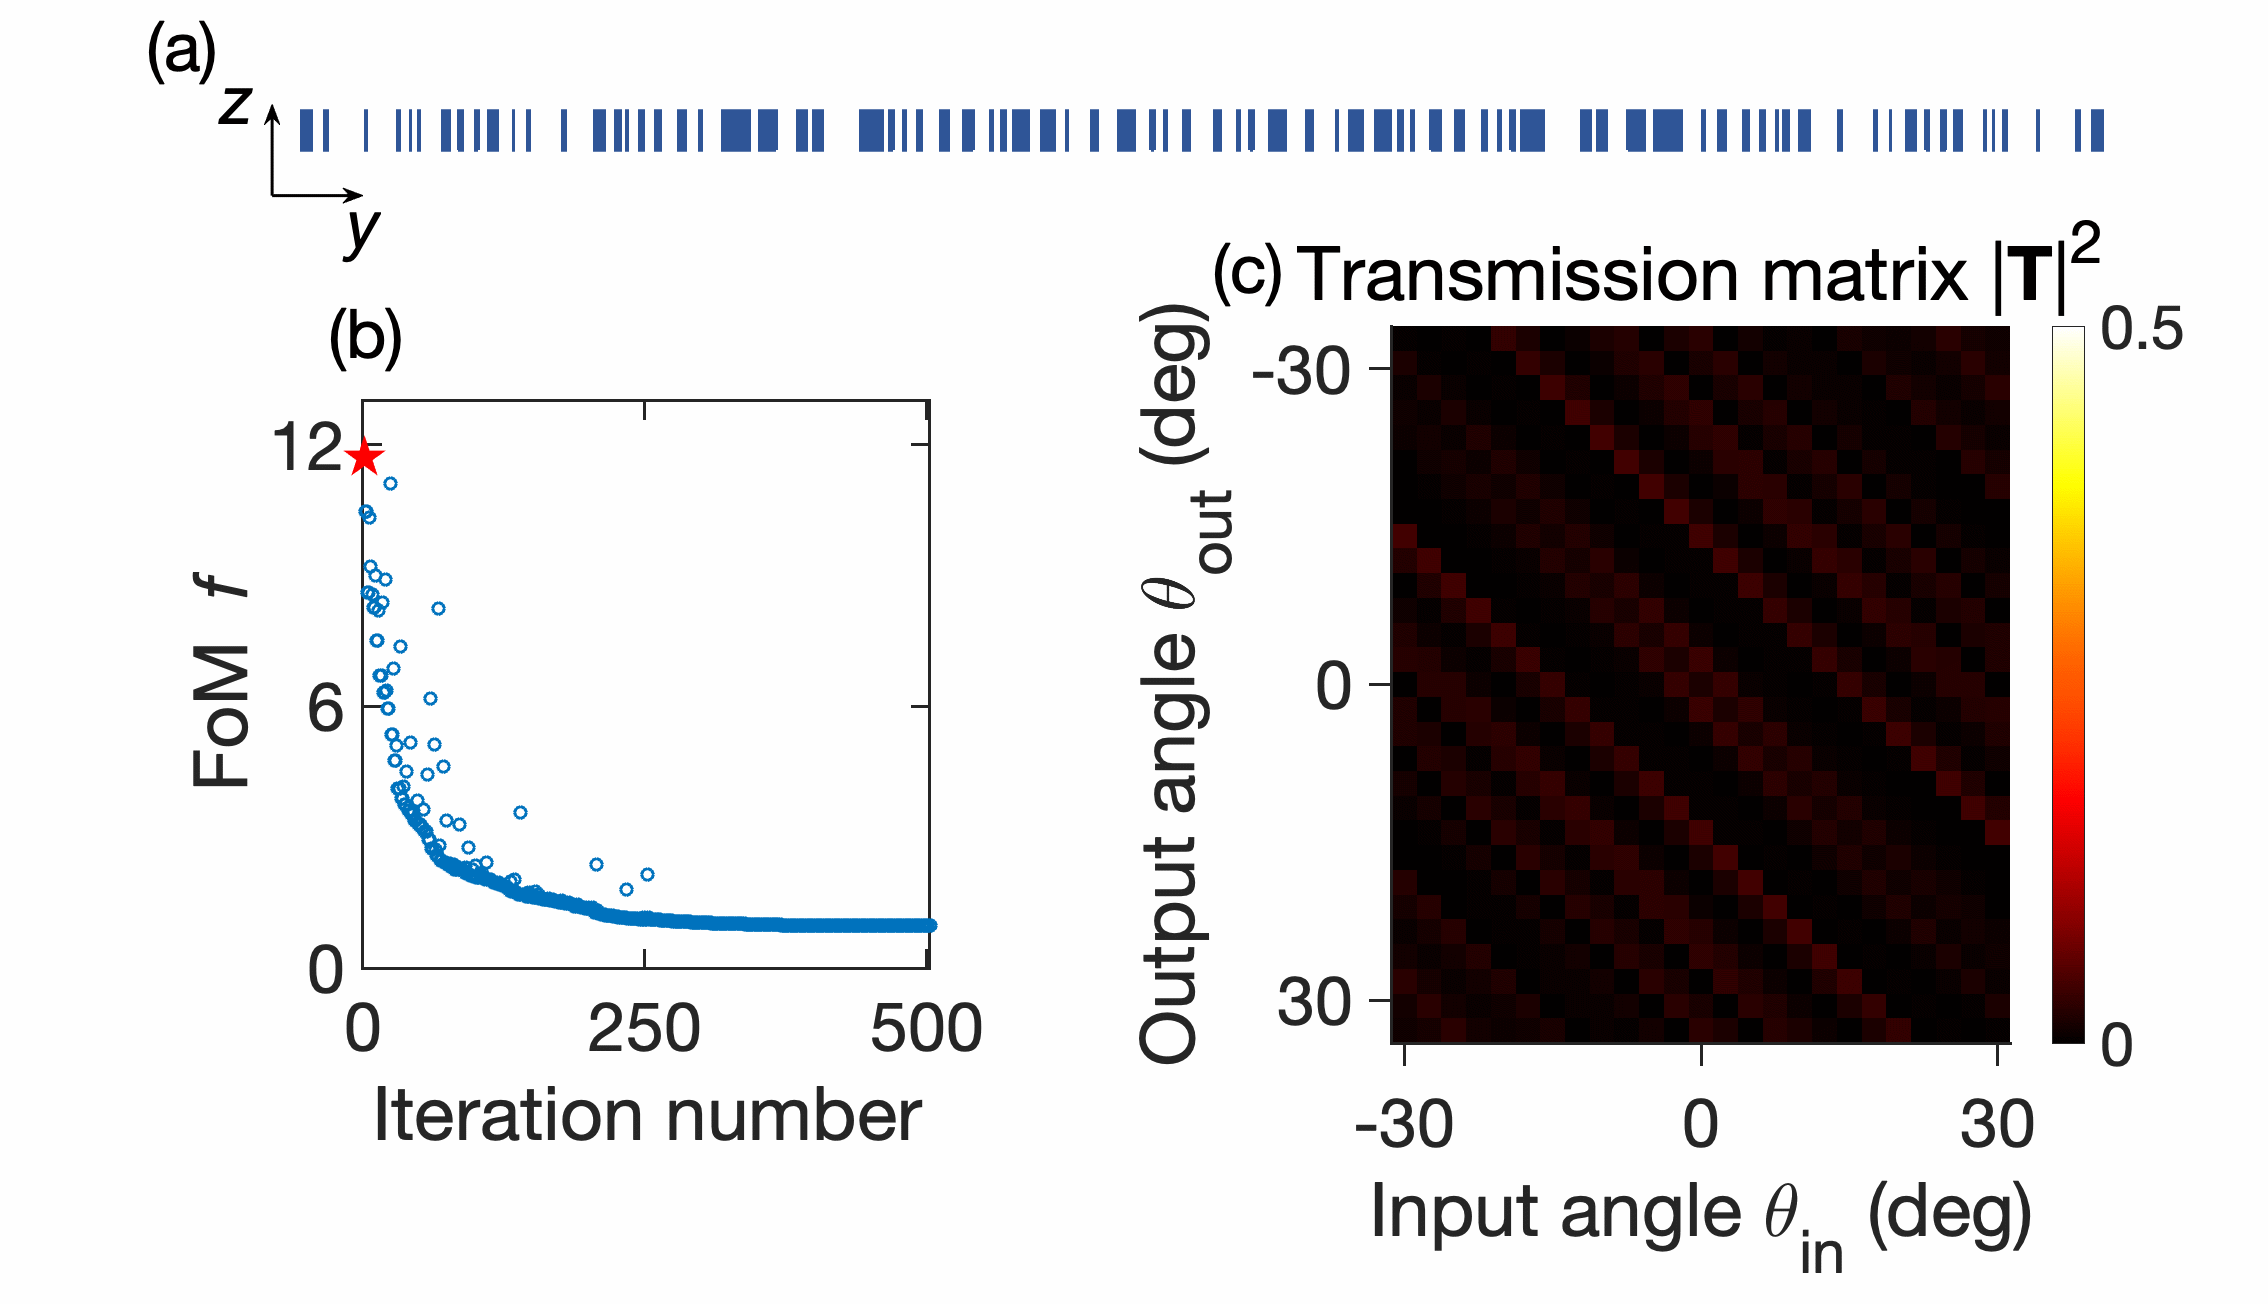 (a)
z
y
(b)
12
6
0
FoM f
0 250 500
Iteration number
(c) Transmission matrix |T|²
0.5
0
-30
0
30
Output angle θout (deg)
-30 0 30
Input angle θin (deg)